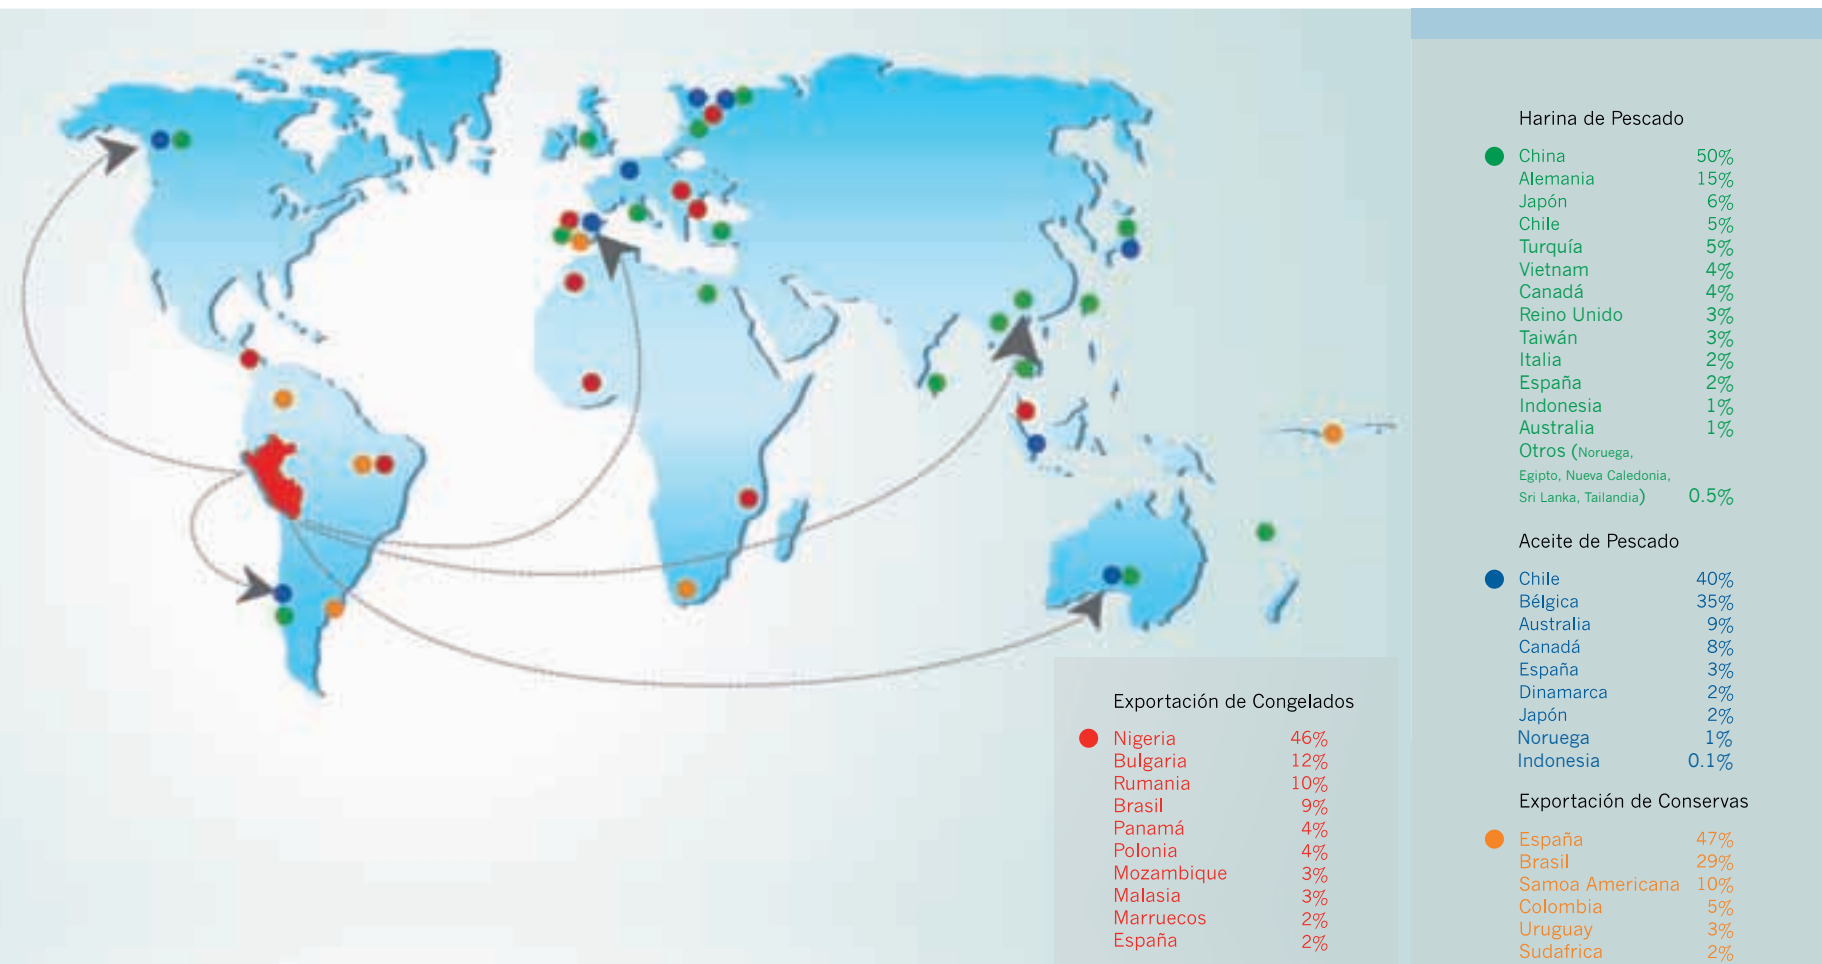 Harina de Pescado
China 50%
Alemania 15%
Japón 6%
Chile 5%
Turquía 5%
Vietnam 4%
Canadá 4%
Reino Unido 3%
Taiwán 3%
Italia 2%
España 2%
Indonesia 1%
Australia 1%
Otros (Noruega,
Egipto, Nueva Caledonia,
Sri Lanka, Tailandia) 0.5%
Aceite de Pescado
Chile 40%
Bélgica 35%
Australia 9%
Canadá 8%
España 3%
Dinamarca 2%
Japón 2%
Noruega 1%
Indonesia 0.1%
Exportación de Conservas
España 47%
Brasil 29%
Samoa Americana 10%
Colombia 5%
Uruguay 3%
Sudafrica 2%
Exportación de Congelados
Nigeria 46%
Bulgaria 12%
Rumania 10%
Brasil 9%
Panamá 4%
Polonia 4%
Mozambique 3%
Malasia 3%
Marruecos 2%
España 2%